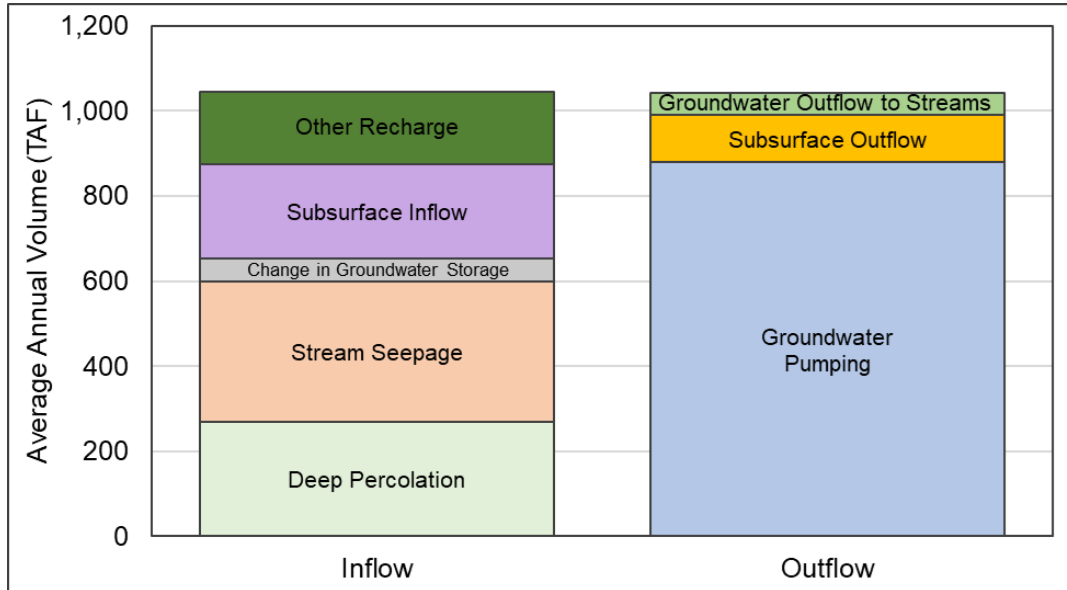 Average Annual Volume (TAF)
1,200
1,000
800
600
400
200
0
Other Recharge
Subsurface Inflow
Change in Groundwater Storage
Stream Seepage
Deep Percolation
Groundwater Outflow to Streams
Subsurface Outflow
Groundwater
Pumping
Inflow
Outflow